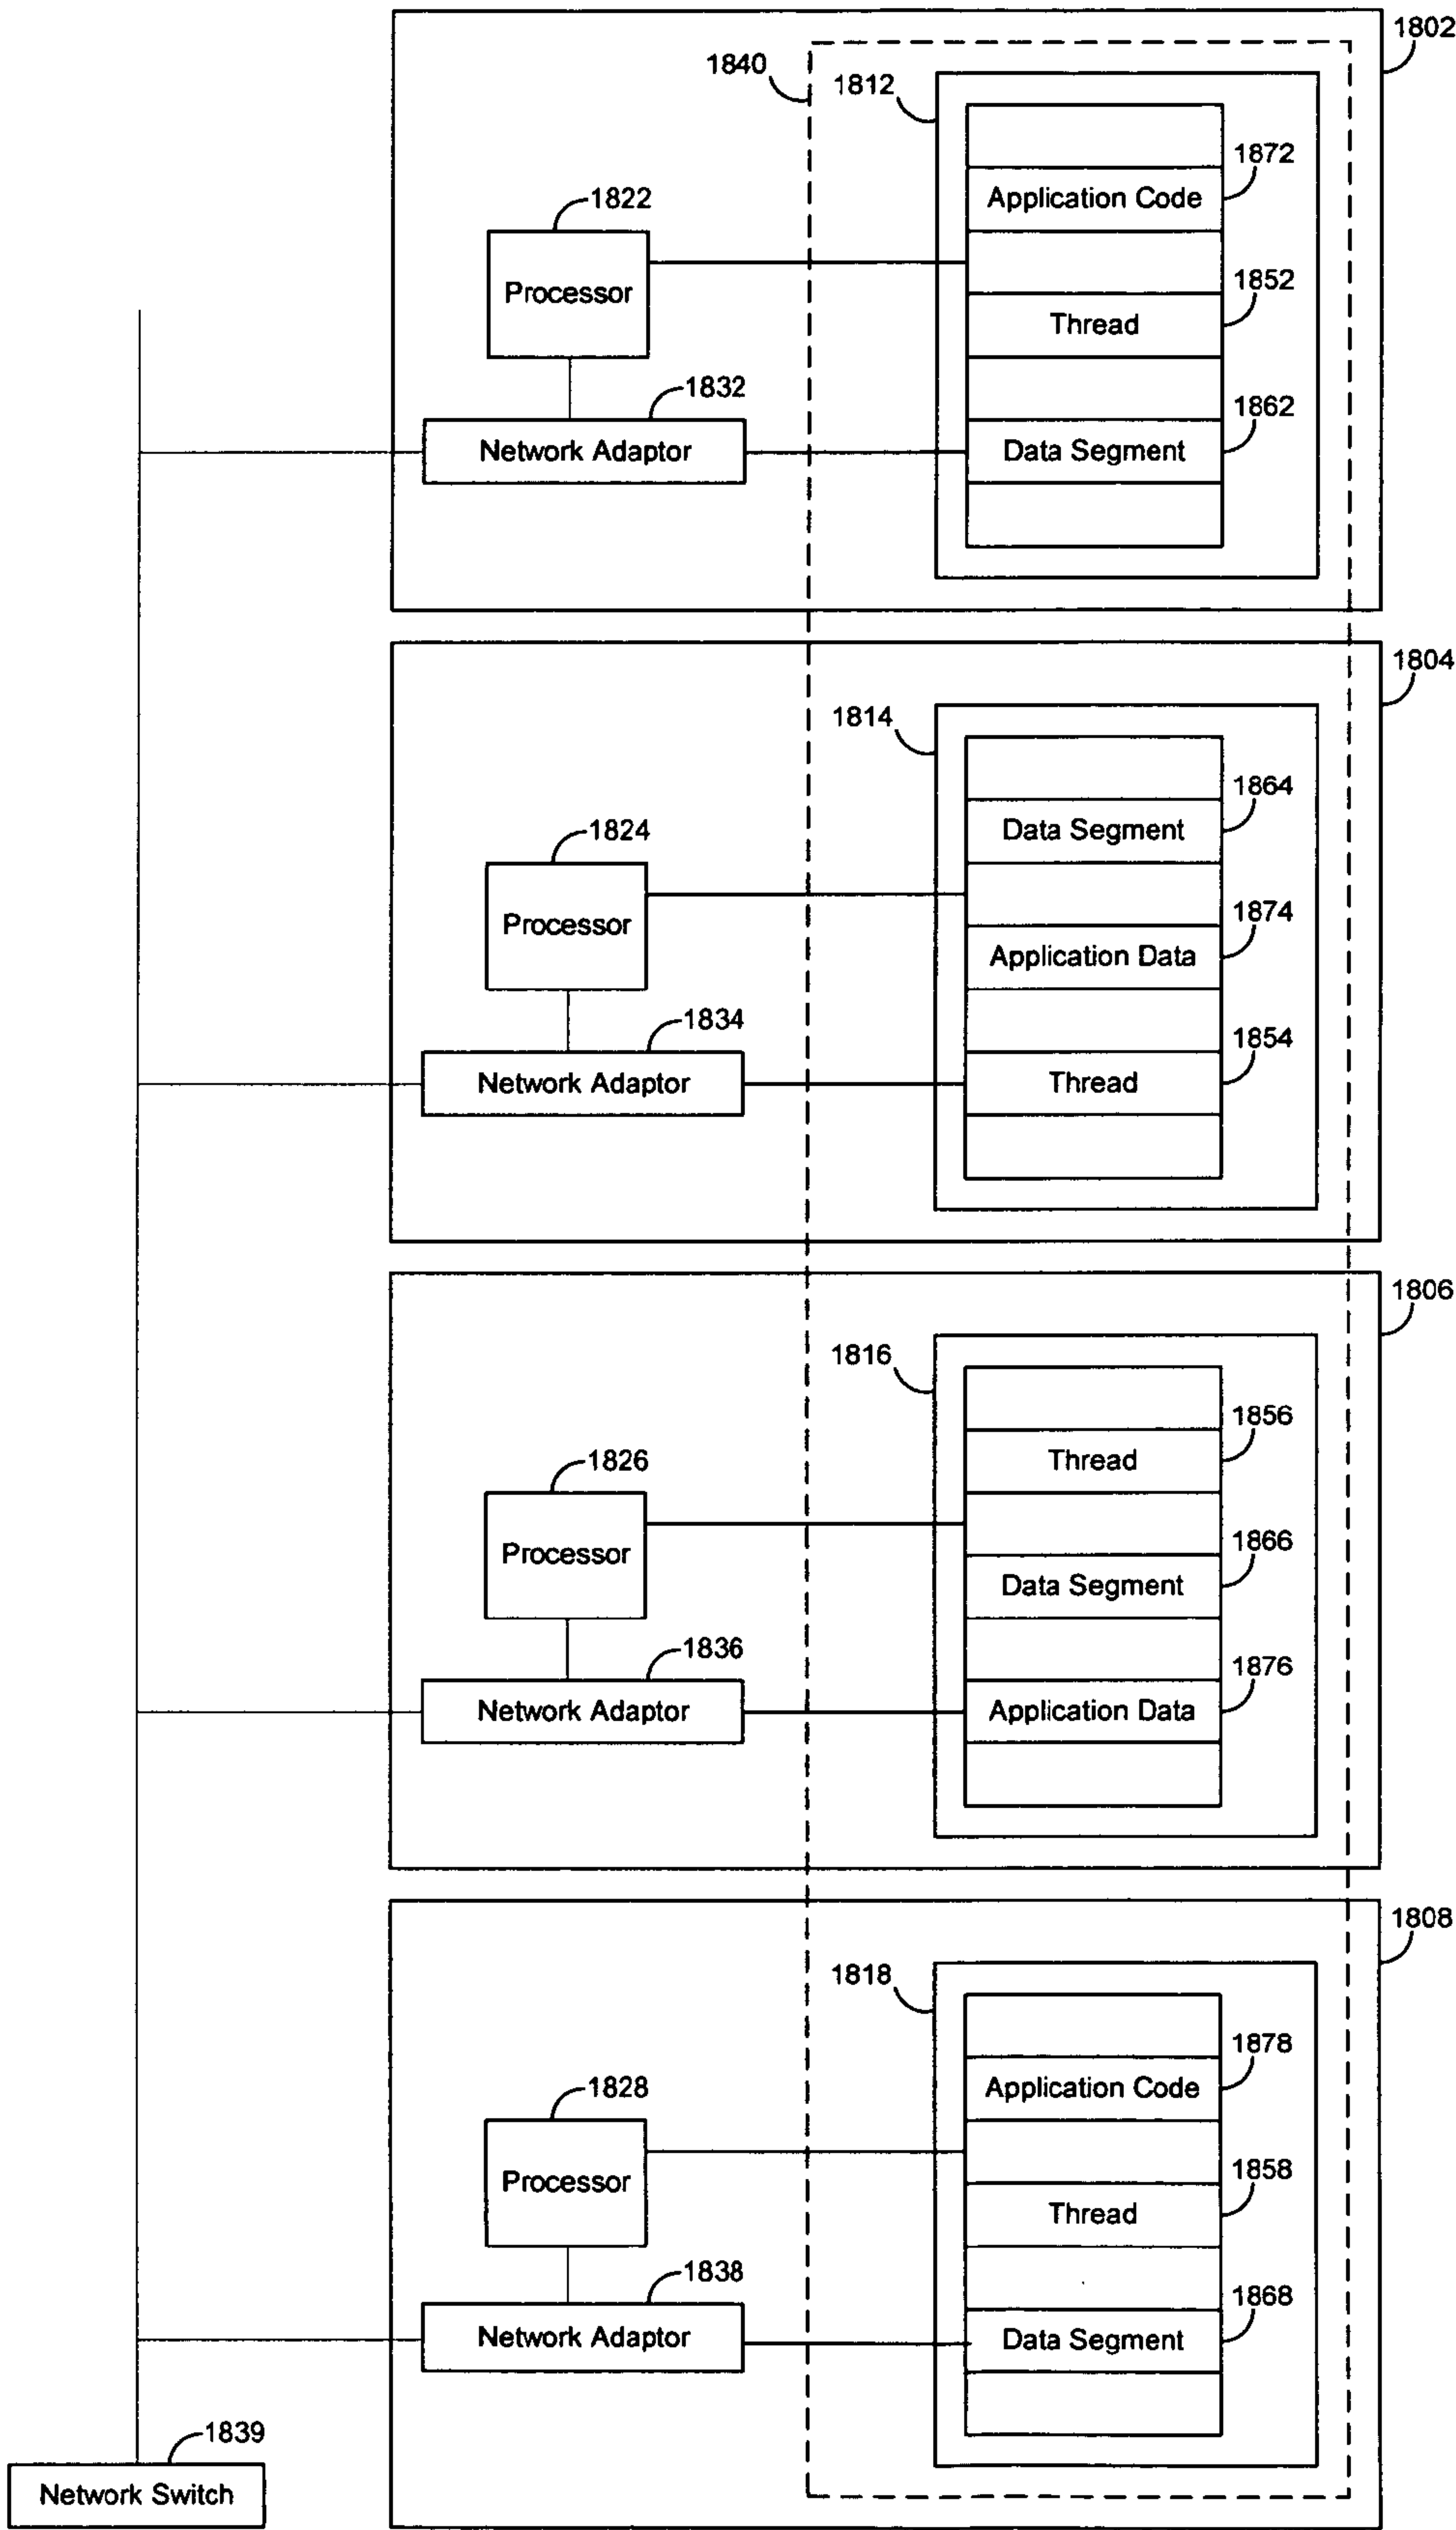 1802
1840
1812
1872
Application Code
1822
Processor
1852
Thread
1832
1862
Network Adaptor
Data Segment
1804
1814
1864
Data Segment
1824
Processor
1874
Application Data
1834
1854
Network Adaptor
Thread
1806
1816
1856
Thread
1826
Processor
1866
Data Segment
1836
1876
Network Adaptor
Application Data
1808
1818
1878
Application Code
1828
Processor
1858
Thread
1838
1868
Network Adaptor
Data Segment
1839
Network Switch